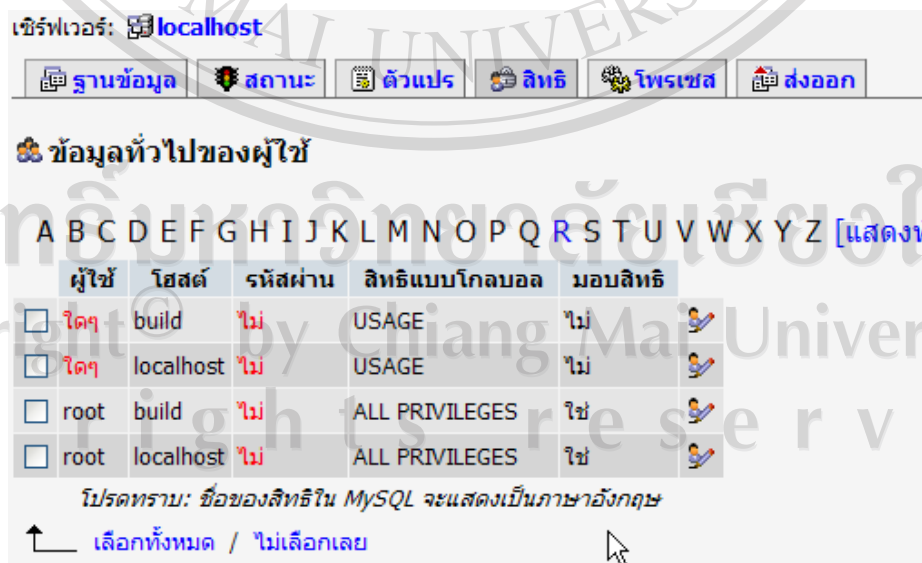 เซิร์ฟเวอร์: localhost
ฐานข้อมูล สถานะ ตัวแปร สิทธิ โพรเซส ส่งออก
ข้อมูลทั่วไปของผู้ใช้
A B C D E F G H I J K L M N O P Q R S T U V W X Y Z [แสดงท
ผู้ใช้ โฮสต์ รหัสผ่าน สิทธิแบบโกลบอล มอบสิทธิ
ใดๆ build ไม่ USAGE ไม่
ใดๆ localhost ไม่ USAGE ไม่
root build ไม่ ALL PRIVILEGES ใช่
root localhost ไม่ ALL PRIVILEGES ใช่
โปรดทราบ: ชื่อของสิทธิใน MySQL จะแสดงเป็นภาษาอังกฤษ
เลือกทั้งหมด / ไม่เลือกเลย
MAI UNIVERS
by Chiang Mai Univer
rights reserv